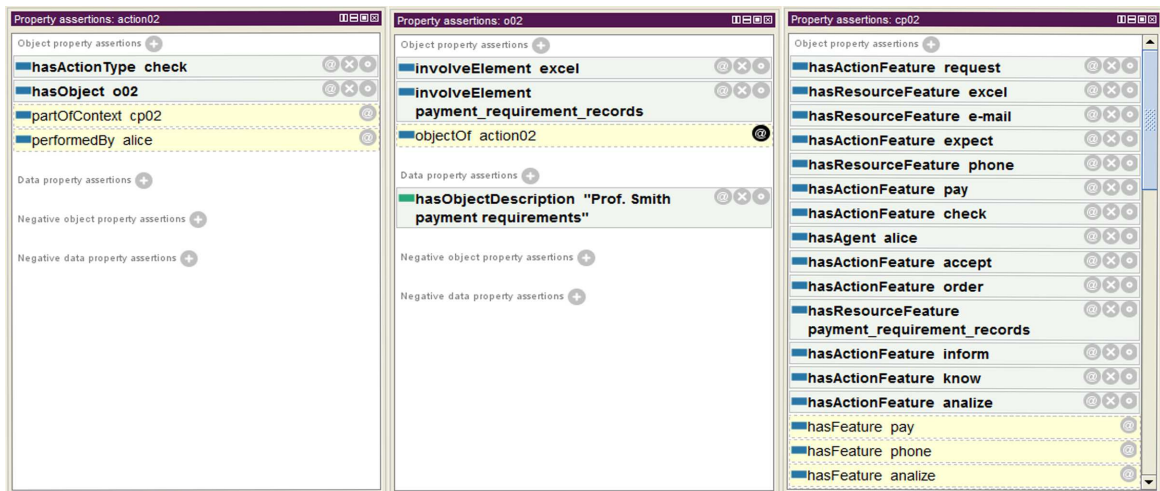 Property assertions: action02
Object property assertions
hasActionType check
hasObject o02
partOfContext cp02
performedBy alice
Data property assertions
Negative object property assertions
Negative data property assertions
Property assertions: o02
Object property assertions
involveElement excel
involveElement
payment_requirement_records
objectOf action02
Data property assertions
hasObjectDescription "Prof. Smith
payment requirements"
Negative object property assertions
Negative data property assertions
Property assertions: cp02
Object property assertions
hasActionFeature request
hasResourceFeature excel
hasResourceFeature e-mail
hasActionFeature expect
hasResourceFeature phone
hasActionFeature pay
hasActionFeature check
hasAgent alice
hasActionFeature accept
hasActionFeature order
hasResourceFeature
payment_requirement_records
hasActionFeature inform
hasActionFeature know
hasActionFeature analize
hasFeature pay
hasFeature phone
hasFeature analize